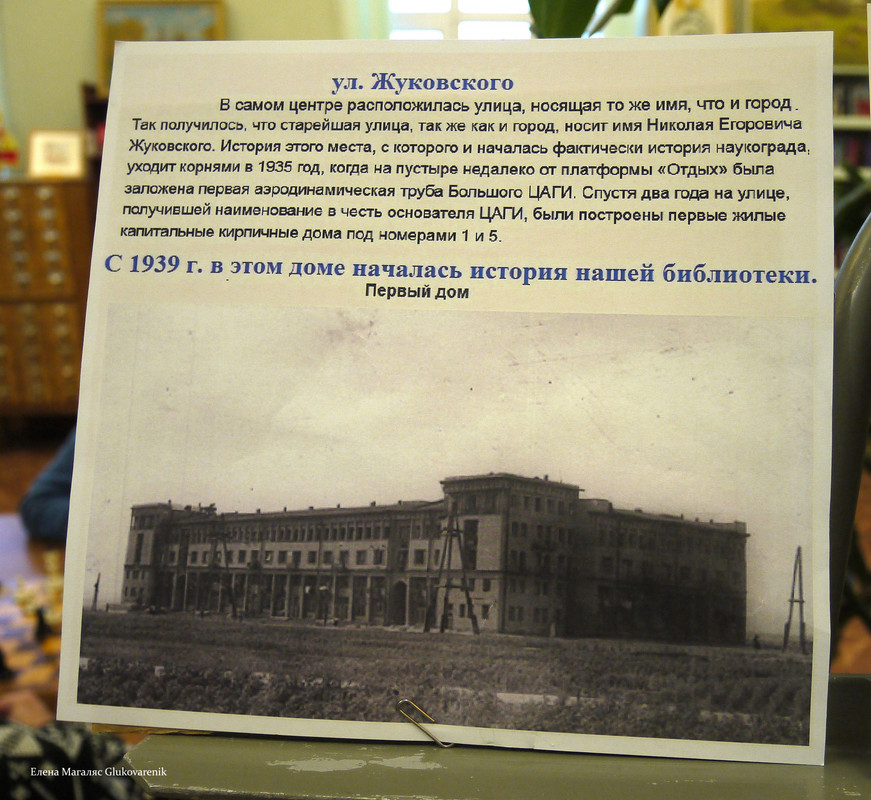 ул. Жуковского
В самом центре расположилась улица, носящая то же имя, что и город.
Так получилось, что старейшая улица, так же как и город, носит имя Николая Егоровича
Жуковского. История этого места, с которого и началась фактически история наукограда,
уходит корнями в 1935 год, когда на пустыре недалеко от платформы «Отдых» была
заложена первая аэродинамическая труба Большого ЦАГИ. Спустя два года на улице,
получившей наименование в честь основателя ЦАГИ, были построены первые жилые
капитальные кирпичные дома под номерами 1 и 5.
С 1939 г. в этом доме началась история нашей библиотеки.
Первый дом
Елена Магаляс Glukovarenik